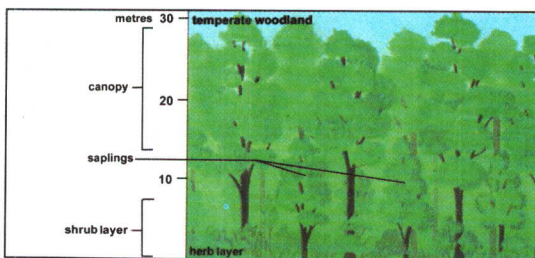 metres 30 temperate woodland
canopy
20
saplings
10
shrub layer
herb layer